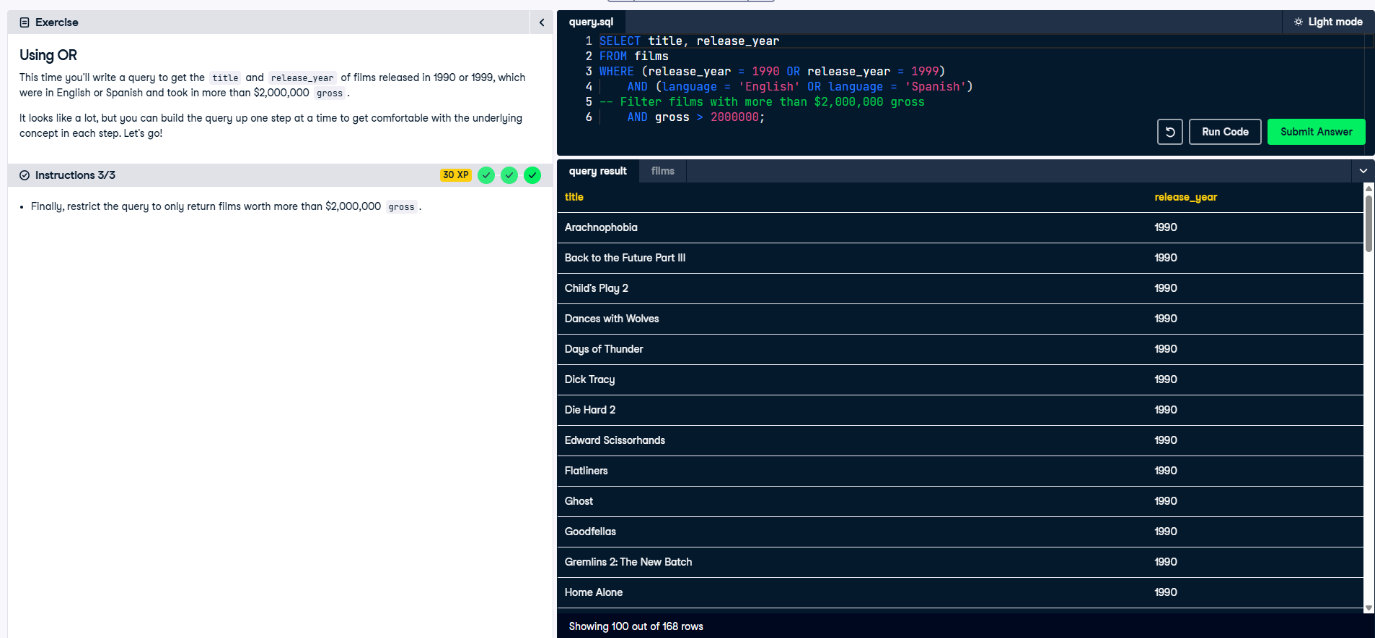 Exercise
Using OR
This time you'll write a query to get the title and release_year of films released in 1990 or 1999, which
were in English or Spanish and took in more than $2,000,000 gross.
It looks like a lot, but you can build the query up one step at a time to get comfortable with the underlying
concept in each step. Let's go!
Instructions 3/3
30 XP
• Finally, restrict the query to only return films worth more than $2,000,000 gross.
query.sql
Light mode
1 SELECT title, release_year
2 FROM films
3 WHERE (release_year = 1990 OR release_year = 1999)
4 AND (language = 'English' OR language = 'Spanish')
5 -- Filter films with more than $2,000,000 gross
6 AND gross > 2000000;
Run Code
Submit Answer
query result
films
title release_year
Arachnophobia 1990
Back to the Future Part III 1990
Child's Play 2 1990
Dances with Wolves 1990
Days of Thunder 1990
Dick Tracy 1990
Die Hard 2 1990
Edward Scissorhands 1990
Flatliners 1990
Ghost 1990
Goodfellas 1990
Gremlins 2: The New Batch 1990
Home Alone 1990
Showing 100 out of 168 rows